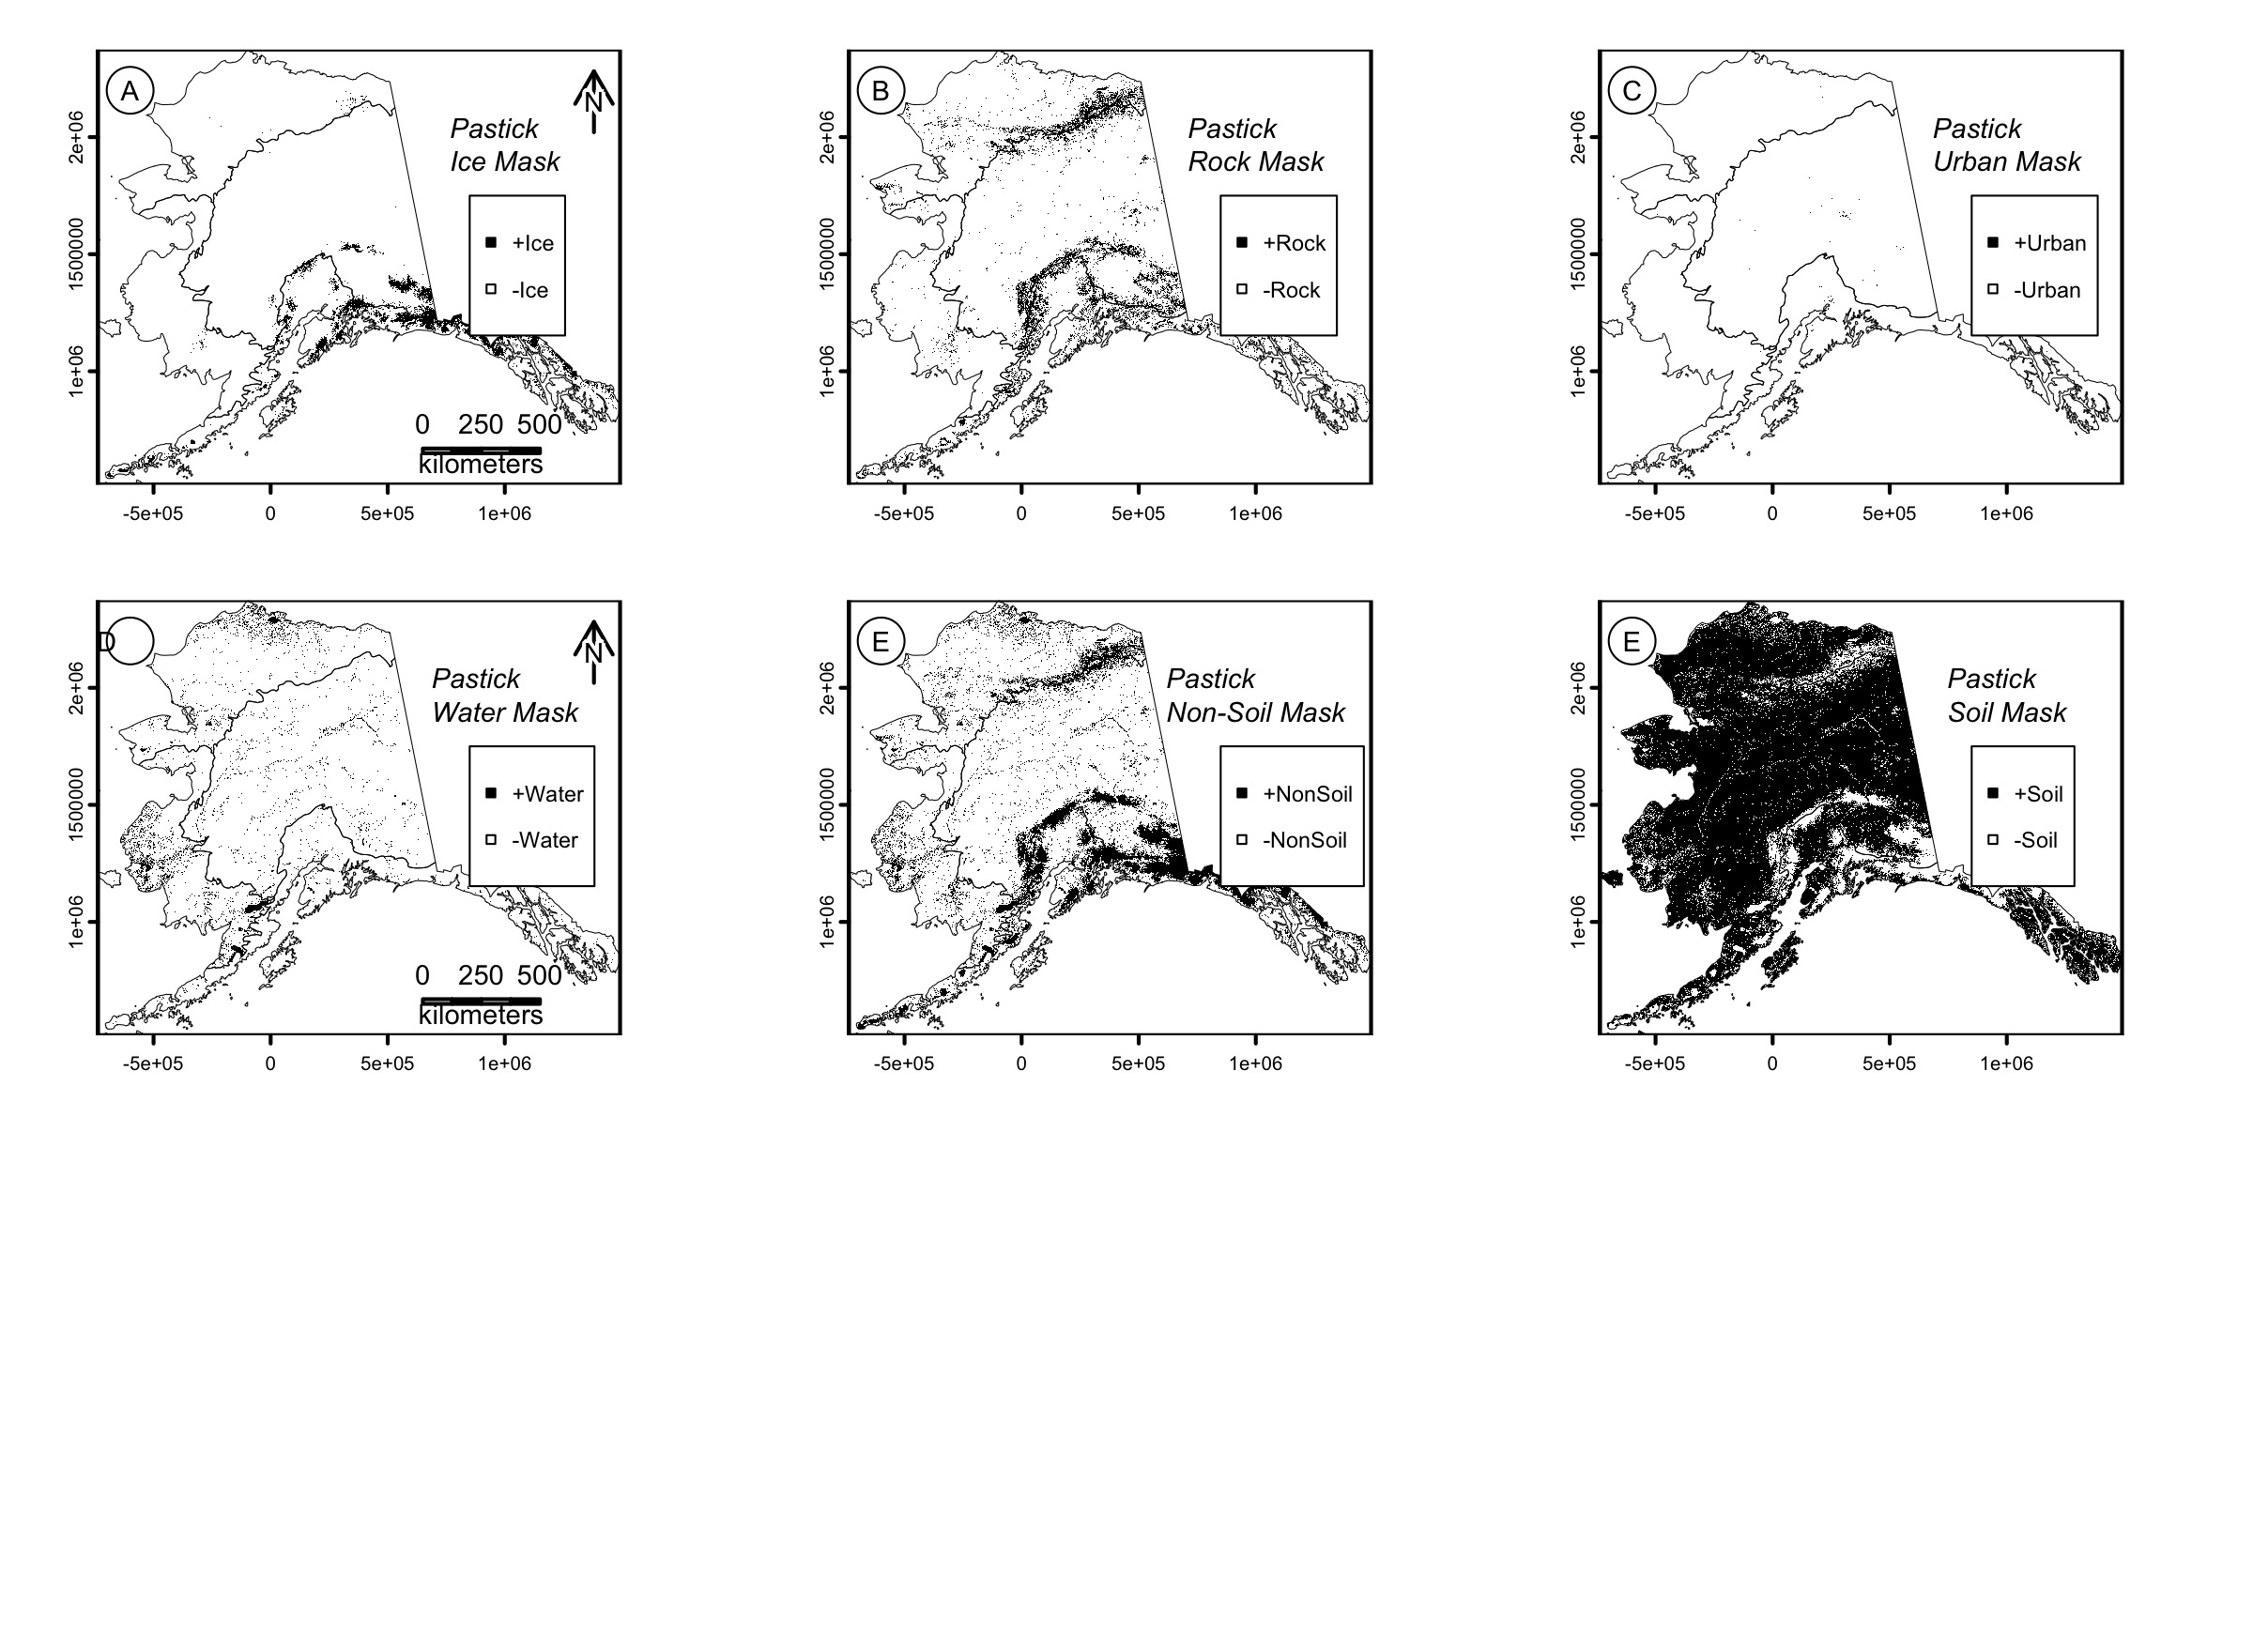 A
N
Pastick
Ice Mask
+Ice
-Ice
0 250 500
kilometers
2e+06
1500000
1e+06
-5e+05 0 5e+05 1e+06
B
Pastick
Rock Mask
+Rock
-Rock
2e+06
1500000
1e+06
-5e+05 0 5e+05 1e+06
C
Pastick
Urban Mask
+Urban
-Urban
2e+06
1500000
1e+06
-5e+05 0 5e+05 1e+06
D
N
Pastick
Water Mask
+Water
-Water
0 250 500
kilometers
2e+06
1500000
1e+06
-5e+05 0 5e+05 1e+06
E
Pastick
Non-Soil Mask
+NonSoil
-NonSoil
2e+06
1500000
1e+06
-5e+05 0 5e+05 1e+06
E
Pastick
Soil Mask
+Soil
-Soil
2e+06
1500000
1e+06
-5e+05 0 5e+05 1e+06